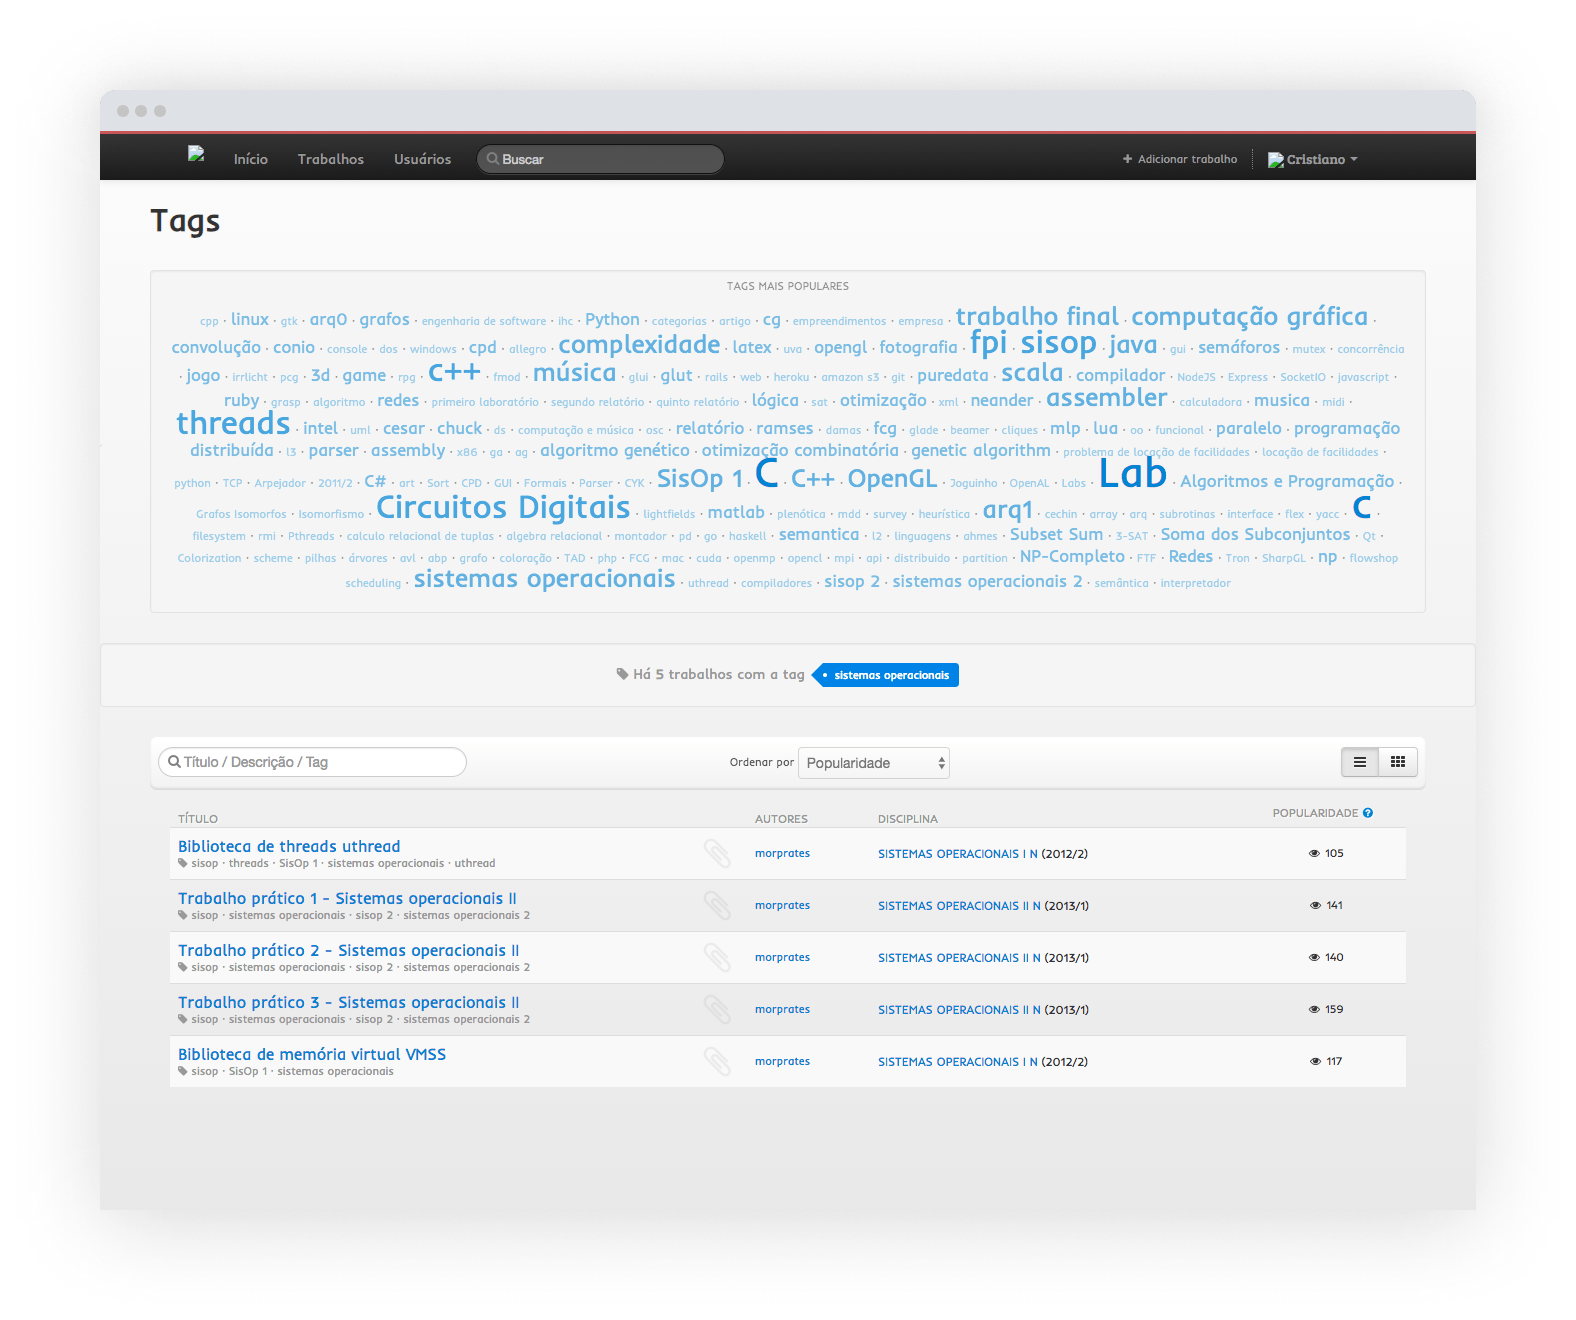 Início Trabalhos Usuários Buscar + Adicionar trabalho Cristiano
Tags
TAGS MAIS POPULARES
cpp · linux · gtk · arq0 · grafos · engenharia de software · ihc · Python · categorias · artigo · cg · empreendimentos · empresa · trabalho final · computação gráfica ·
convolução · conio · console · dos · windows · cpd · allegro · complexidade · latex · uva · opengl · fotografia · fpi · sisop · java · gui · semáforos · mutex · concorrência
· jogo · irrlicht · pcg · 3d · game · rpg · c++ · fmod · música · glui · glut · rails · web · heroku · amazon s3 · git · puredata · scala · compilador · NodeJS · Express · SocketIO · javascript ·
ruby · grasp · algoritmo · redes · primeiro laboratório · segundo relatório · quinto relatório · lógica · sat · otimização · xml · neander · assembler · calculadora · musica · midi ·
threads · intel · uml · cesar · chuck · ds · computação e música · osc · relatório · ramses · damas · fcg · glade · beamer · cliques · mlp · lua · oo · funcional · paralelo · programação
distribuída · l3 · parser · assembly · x86 · ga · ag · algoritmo genético · otimização combinatória · genetic algorithm · problema de locação de facilidades · locação de facilidades ·
python · TCP · Arpejador · 2011/2 · C# · art · Sort · CPD · GUI · Formais · Parser · CYK · SisOp 1 · C · C++ · OpenGL · Joguinho · OpenAL · Labs · Lab · Algoritmos e Programação ·
Grafos Isomorfos · Isomorfismo · Circuitos Digitais · lightfields · matlab · plenótica · mdd · survey · heurística · arq1 · cechin · array · arq · subrotinas · interface · flex · yacc · C ·
filesystem · rmi · Pthreads · calculo relacional de tuplas · algebra relacional · montador · pd · go · haskell · semantica · l2 · linguagens · ahmes · Subset Sum · 3-SAT · Soma dos Subconjuntos · Qt ·
Colorization · scheme · pilhas · árvores · avl · abp · grafo · coloração · TAD · php · FCG · mac · cuda · openmp · opencl · mpi · api · distribuido · partition · NP-Completo · FTF · Redes · Tron · SharpGL · np · flowshop
scheduling · sistemas operacionais · uthread · compiladores · sisop 2 · sistemas operacionais 2 · semântica · interpretador
Há 5 trabalhos com a tag sistemas operacionais
Título / Descrição / Tag Ordenar por Popularidade
TÍTULO AUTORES DISCIPLINA POPULARIDADE ?
Biblioteca de threads uthread
sisop · threads · SisOp 1 · sistemas operacionais · uthread
morprates SISTEMAS OPERACIONAIS I N (2012/2) 105
Trabalho prático 1 - Sistemas operacionais II
sisop · sistemas operacionais · sisop 2 · sistemas operacionais 2
morprates SISTEMAS OPERACIONAIS II N (2013/1) 141
Trabalho prático 2 - Sistemas operacionais II
sisop · sistemas operacionais · sisop 2 · sistemas operacionais 2
morprates SISTEMAS OPERACIONAIS II N (2013/1) 140
Trabalho prático 3 - Sistemas operacionais II
sisop · sistemas operacionais · sisop 2 · sistemas operacionais 2
morprates SISTEMAS OPERACIONAIS II N (2013/1) 159
Biblioteca de memória virtual VMSS
sisop · SisOp 1 · sistemas operacionais
morprates SISTEMAS OPERACIONAIS I N (2012/2) 117